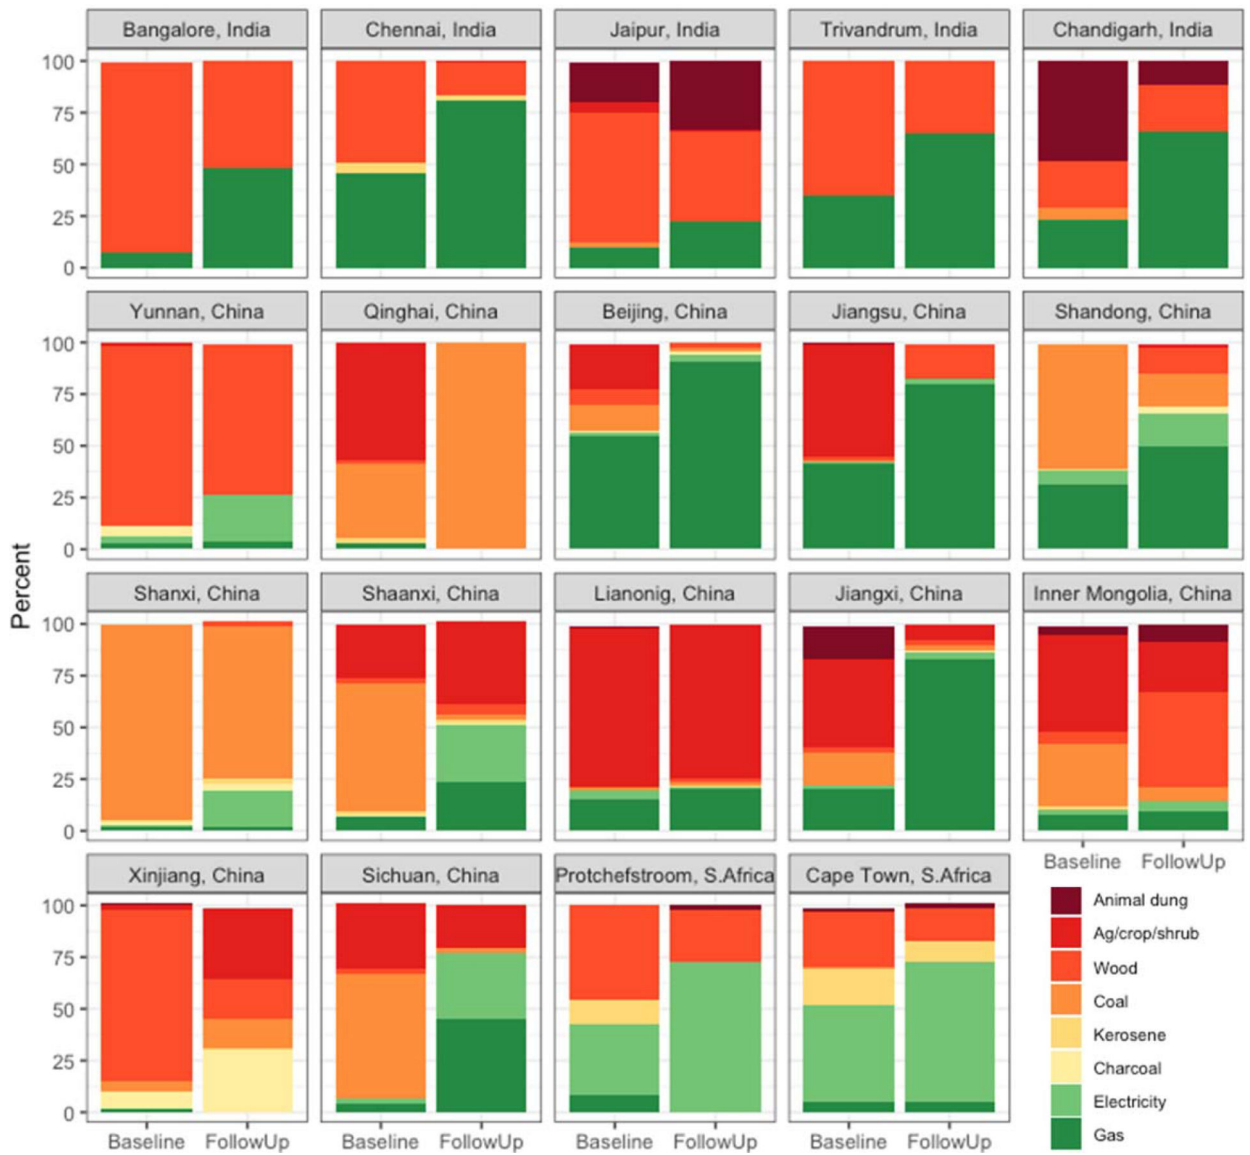 Bangalore, India
Chennai, India
Jaipur, India
Trivandrum, India
Chandigarh, India
100
75
50
25
0
Yunnan, China
Qinghai, China
Beijing, China
Jiangsu, China
Shandong, China
100
75
50
25
0
Percent
Shanxi, China
Shaanxi, China
Lianonig, China
Jiangxi, China
Inner Mongolia, China
100
75
50
25
0
Baseline
FollowUp
Xinjiang, China
Sichuan, China
Protchefstroom, S.Africa
Cape Town, S.Africa
100
75
50
25
0
Baseline
FollowUp
Baseline
FollowUp
Baseline
FollowUp
Baseline
FollowUp
Animal dung
Ag/crop/shrub
Wood
Coal
Kerosene
Charcoal
Electricity
Gas